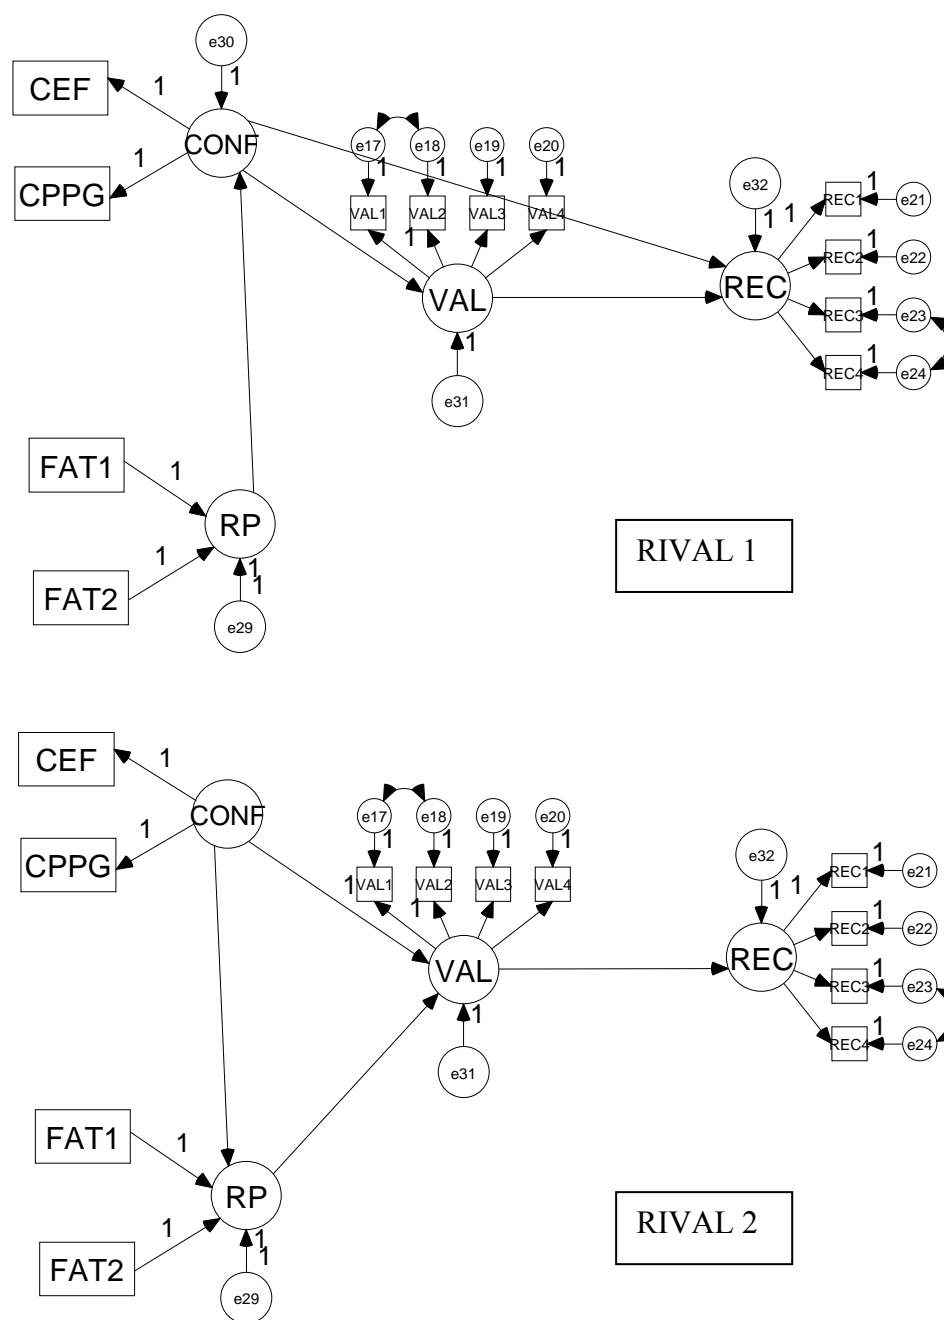 e30
1
CEF
1
CONF
CPPG
1
e17
e18
e19
e20
1
1
1
1
VAL1
VAL2
VAL3
VAL4
1
VAL
1
e31
e32
1
1
REC
REC1
1
e21
REC2
1
e22
REC3
1
e23
REC4
1
e24
FAT1
1
RP
FAT2
1
1
1
e29
RIVAL 1
CEF
1
CONF
CPPG
1
e17
e18
e19
e20
1
1
1
1
1
VAL1
VAL2
VAL3
VAL4
1
VAL
1
e31
e32
1
1
REC
REC1
1
e21
REC2
1
e22
REC3
1
e23
REC4
1
e24
FAT1
1
RP
FAT2
1
1
1
e29
RIVAL 2